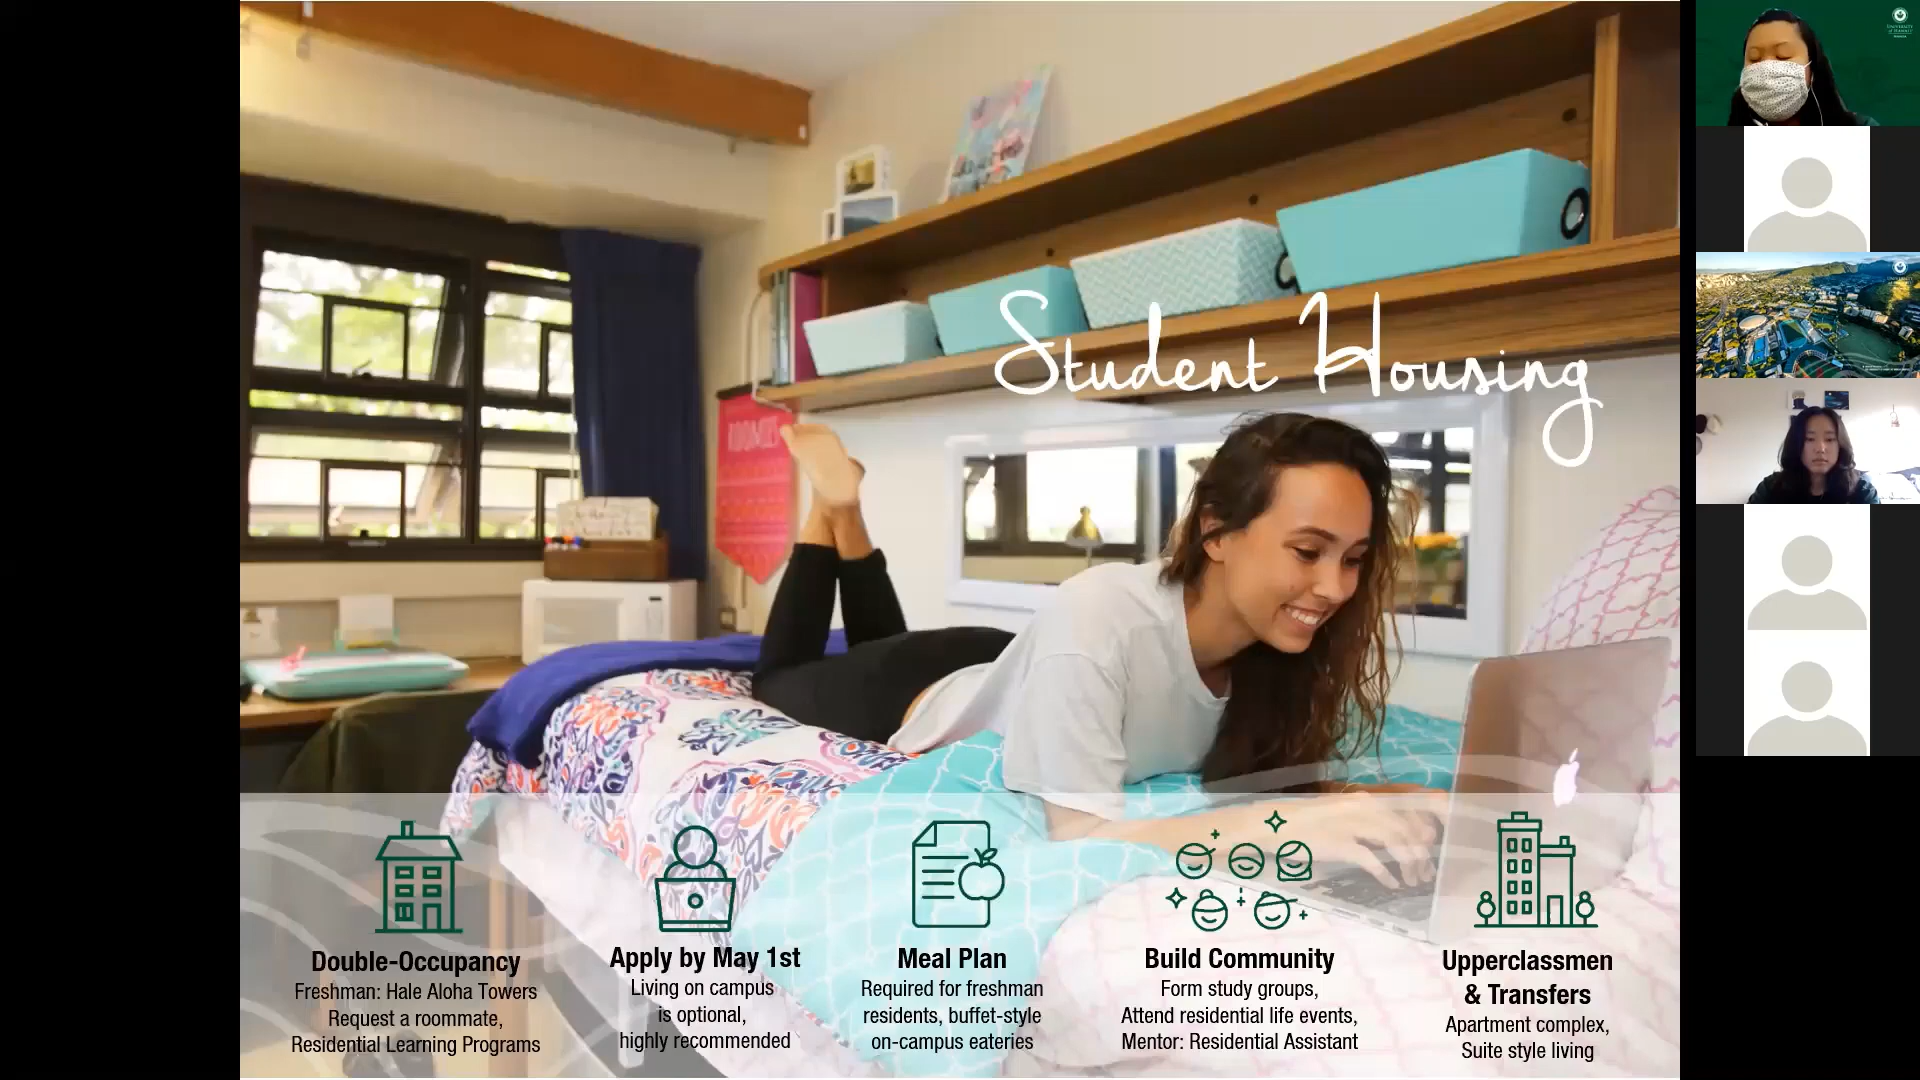 Student Housing
ROOMIES
Double-Occupancy
Freshman: Hale Aloha Towers
Request a roommate,
Residential Learning Programs
Apply by May 1st
Living on campus
is optional,
highly recommended
Meal Plan
Required for freshman
residents, buffet-style
on-campus eateries
Build Community
Form study groups,
Attend residential life events,
Mentor: Residential Assistant
Upperclassmen
& Transfers
Apartment complex,
Suite style living